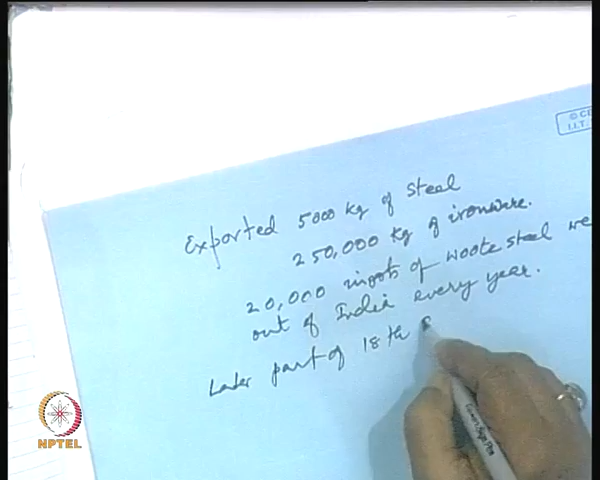 © CE
I.I.T.
Exported 5000 kg of steel
250,000 kg of ironware.
20,000 ingots of wootz steel we
out of India every year.
Later part of 18th
NPTEL